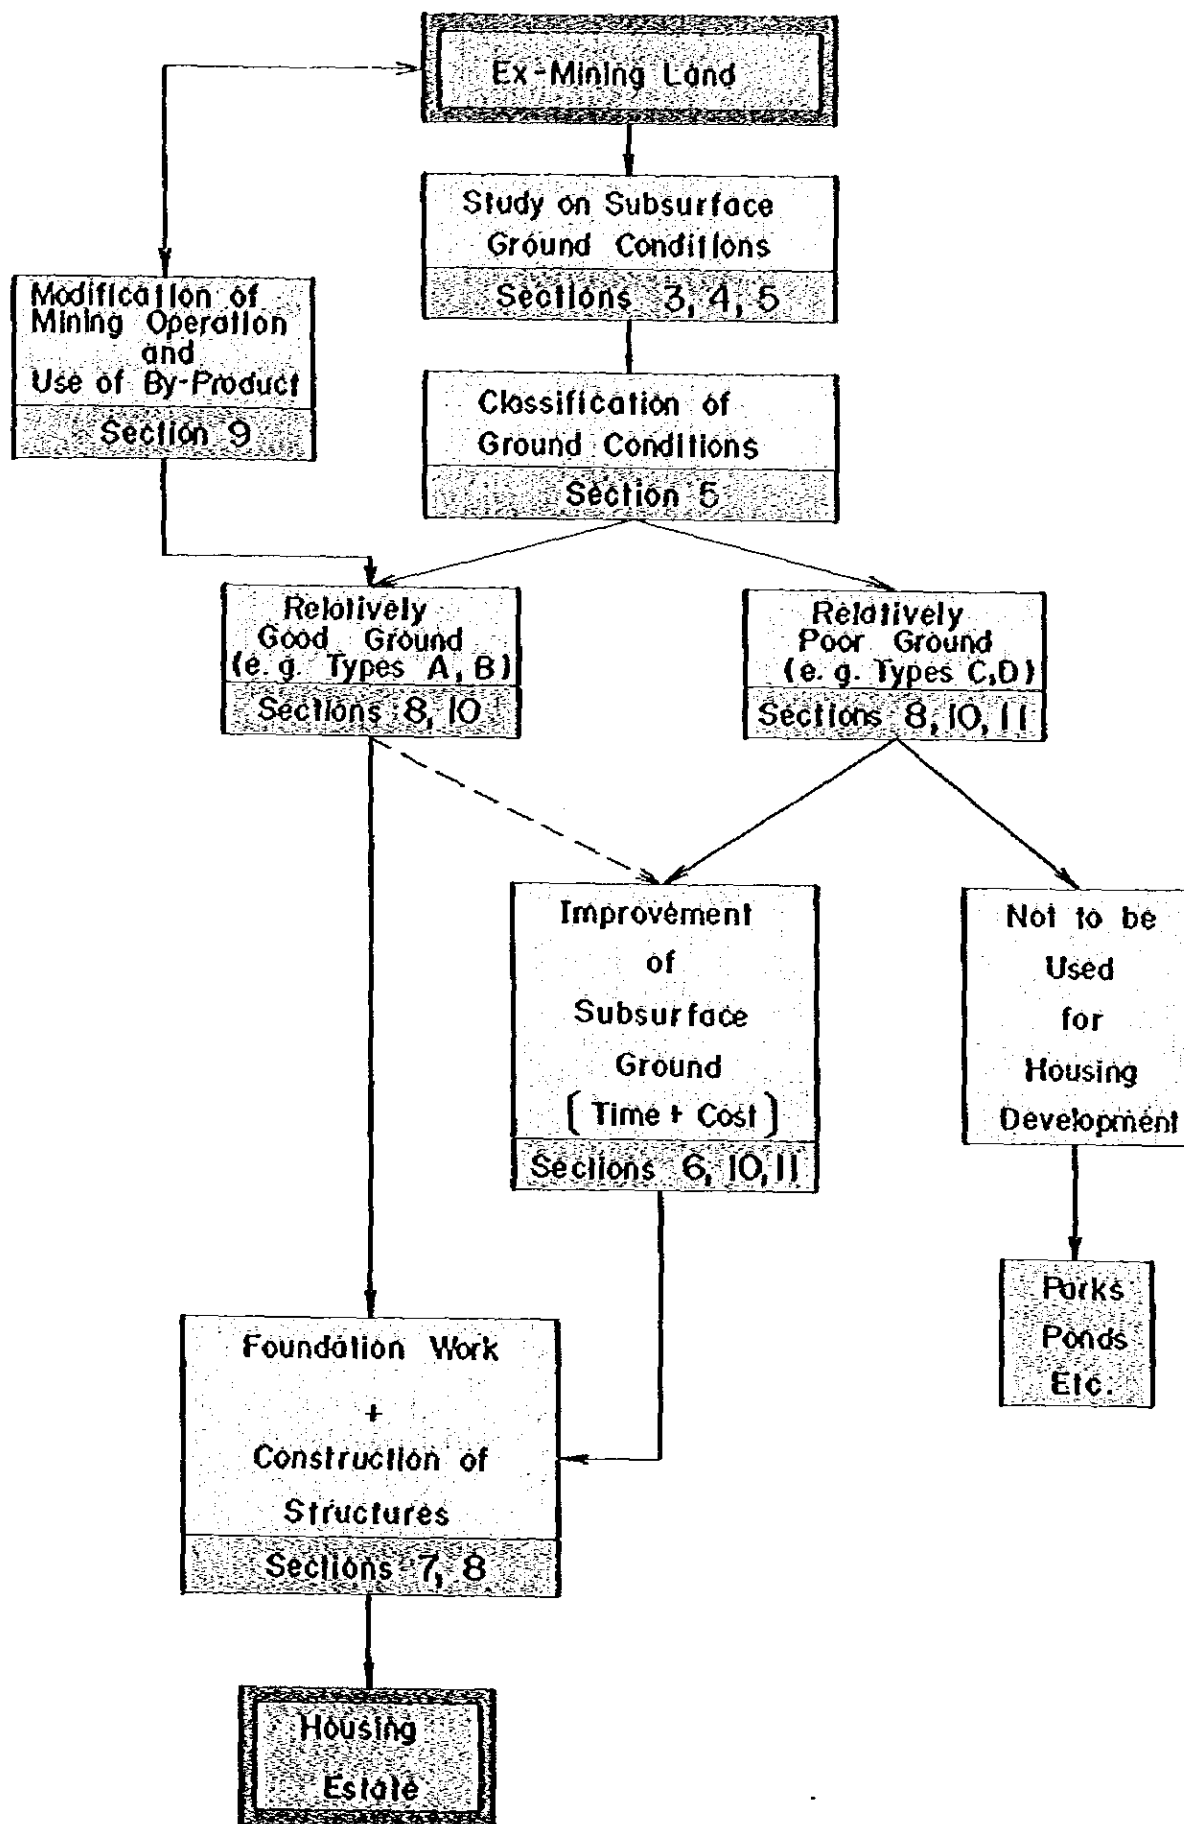 Ex-Mining Land
Study on Subsurface
Ground Conditions
Sections 3, 4, 5
Modification of
Mining Operation
and
Use of By-Product
Section 9
Classification of
Ground Conditions
Section 5
Relatively
Good Ground
(e.g. Types A, B)
Sections 8, 10
Relatively
Poor Ground
(e.g. Types C,D)
Sections 8, 10, 11
Improvement
of
Subsurface
Ground
[Time + Cost]
Sections 6, 10, 11
Not to be
Used
for
Housing
Development
Parks
Ponds
Etc.
Foundation Work
+
Construction of
Structures
Sections 7, 8
Housing
Estate